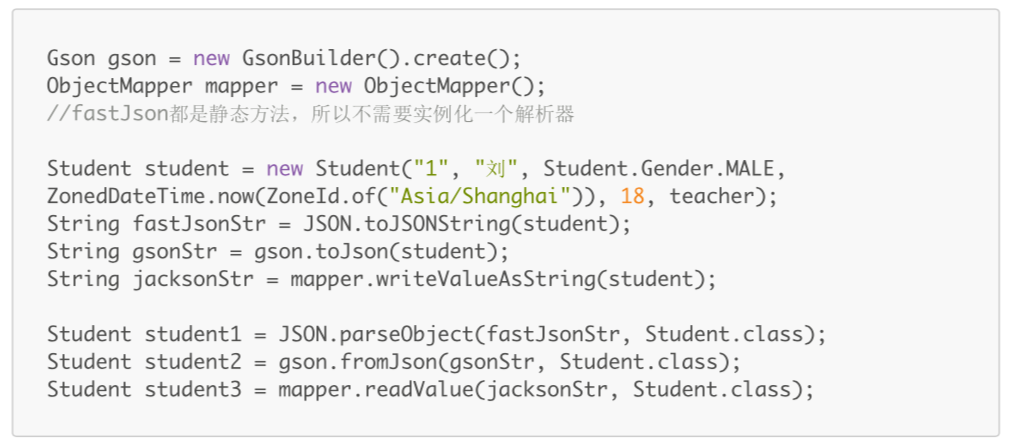 Gson gson = new GsonBuilder().create();
ObjectMapper mapper = new ObjectMapper();
//fastJson都是静态方法，所以不需要实例化一个解析器
Student student = new Student("1", "刘", Student.Gender.MALE,
ZonedDateTime.now(ZoneId.of("Asia/Shanghai")), 18, teacher);
String fastJsonStr = JSON.toJSONString(student);
String gsonStr = gson.toJson(student);
String jacksonStr = mapper.writeValueAsString(student);
Student student1 = JSON.parseObject(fastJsonStr, Student.class);
Student student2 = gson.fromJson(gsonStr, Student.class);
Student student3 = mapper.readValue(jacksonStr, Student.class);